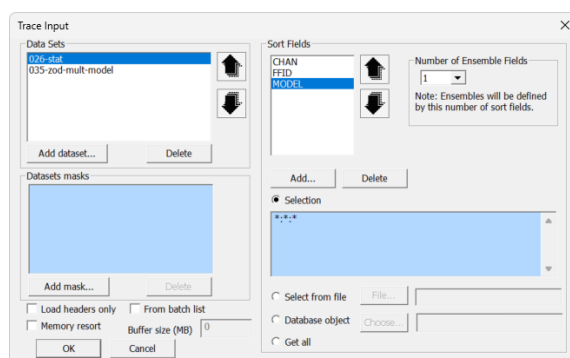 Trace Input
Data Sets
026-stat
035-zod-mult-model
Add dataset...
Delete
Datasets masks
Add mask...
Delete
Load headers only
From batch list
Memory resort
Buffer size (MB)
0
OK
Cancel
Sort Fields
CHAN
FFID
MODEL
Number of Ensemble Fields
1
Note: Ensembles will be defined
by this number of sort fields.
Add...
Delete
Selection
*:*:*
Select from file
File...
Database object
Choose...
Get all